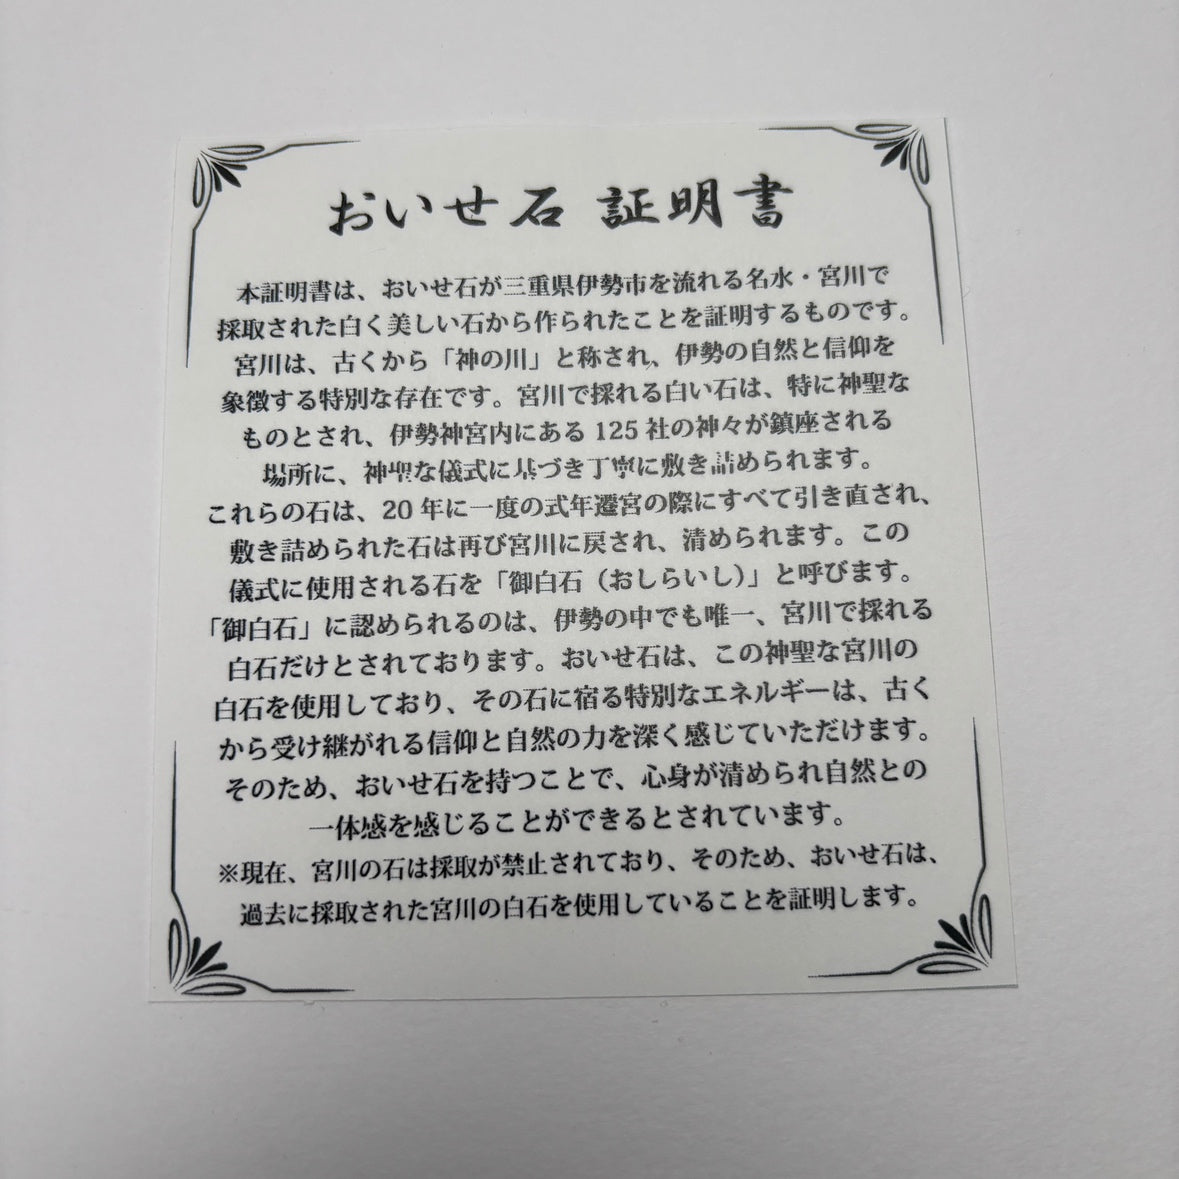 おいせ石 証明書
本証明書は、おいせ石が三重県伊勢市を流れる名水・宮川で
採取された白く美しい石から作られたことを証明するものです。
宮川は、古くから「神の川」と称され、伊勢の自然と信仰を
象徴する特別な存在です。宮川で採れる白い石は、特に神聖な
ものとされ、伊勢神宮内にある 125 社の神々が鎮座される
場所に、神聖な儀式に基づき丁寧に敷き詰められます。
これらの石は、20 年に一度の式年遷宮の際にすべて引き直され、
敷き詰められた石は再び宮川に戻され、清められます。この
儀式に使用される石を「御白石（おしらいし）」と呼びます。
「御白石」に認められるのは、伊勢の中でも唯一、宮川で採れる
白石だけとされております。おいせ石は、この神聖な宮川の
白石を使用しており、その石に宿る特別なエネルギーは、古く
から受け継がれる信仰と自然の力を深く感じていただけます。
そのため、おいせ石を持つことで、心身が清められ自然との
一体感を感じることができるとされています。
※現在、宮川の石は採取が禁止されており、そのため、おいせ石は、
過去に採取された宮川の白石を使用していることを証明します。